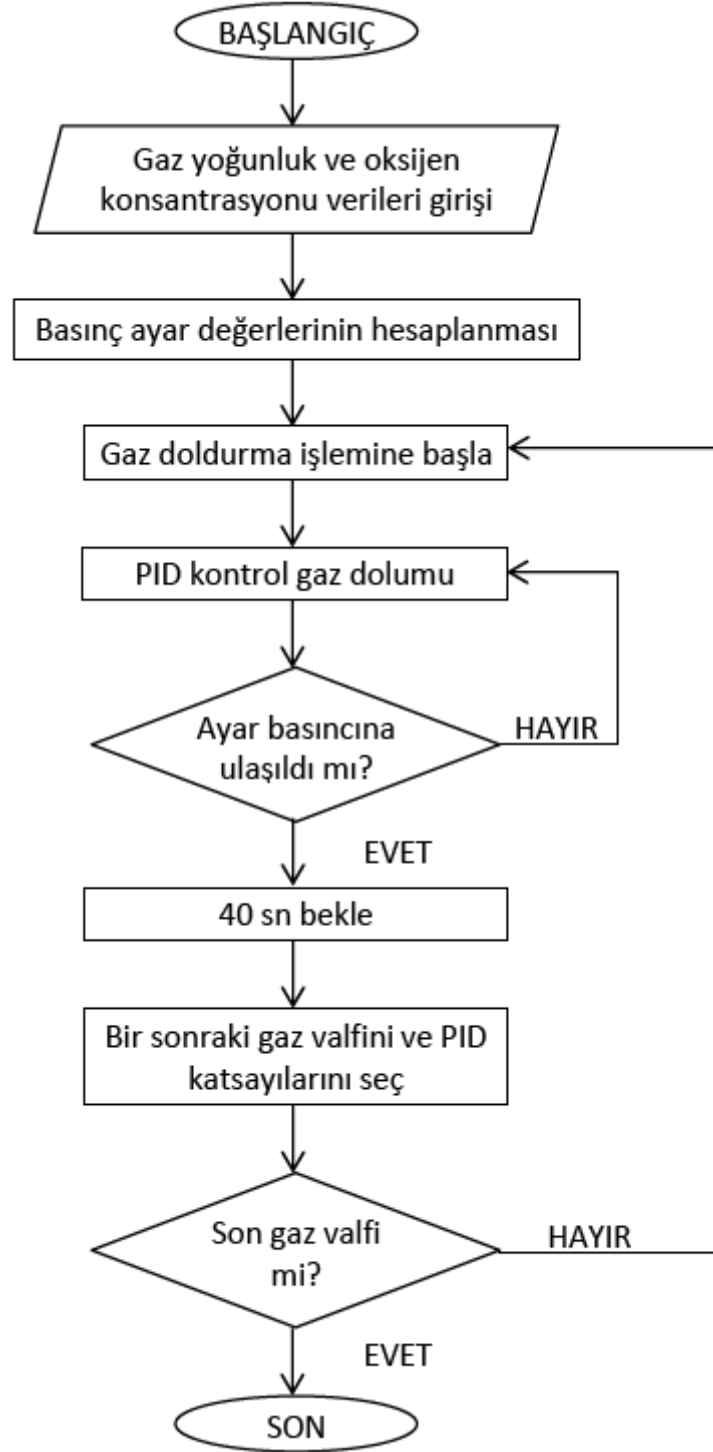 BAŞLANGIÇ
Gaz yoğunluk ve oksijen
konsantrasyonu verileri girişi
Basınç ayar değerlerinin hesaplanması
Gaz doldurma işlemine başla
PID kontrol gaz dolumu
Ayar basıncına
ulaşıldı mı?
HAYIR
EVET
40 sn bekle
Bir sonraki gaz valfini ve PID
katsayılarını seç
Son gaz valfi
mi?
HAYIR
EVET
SON